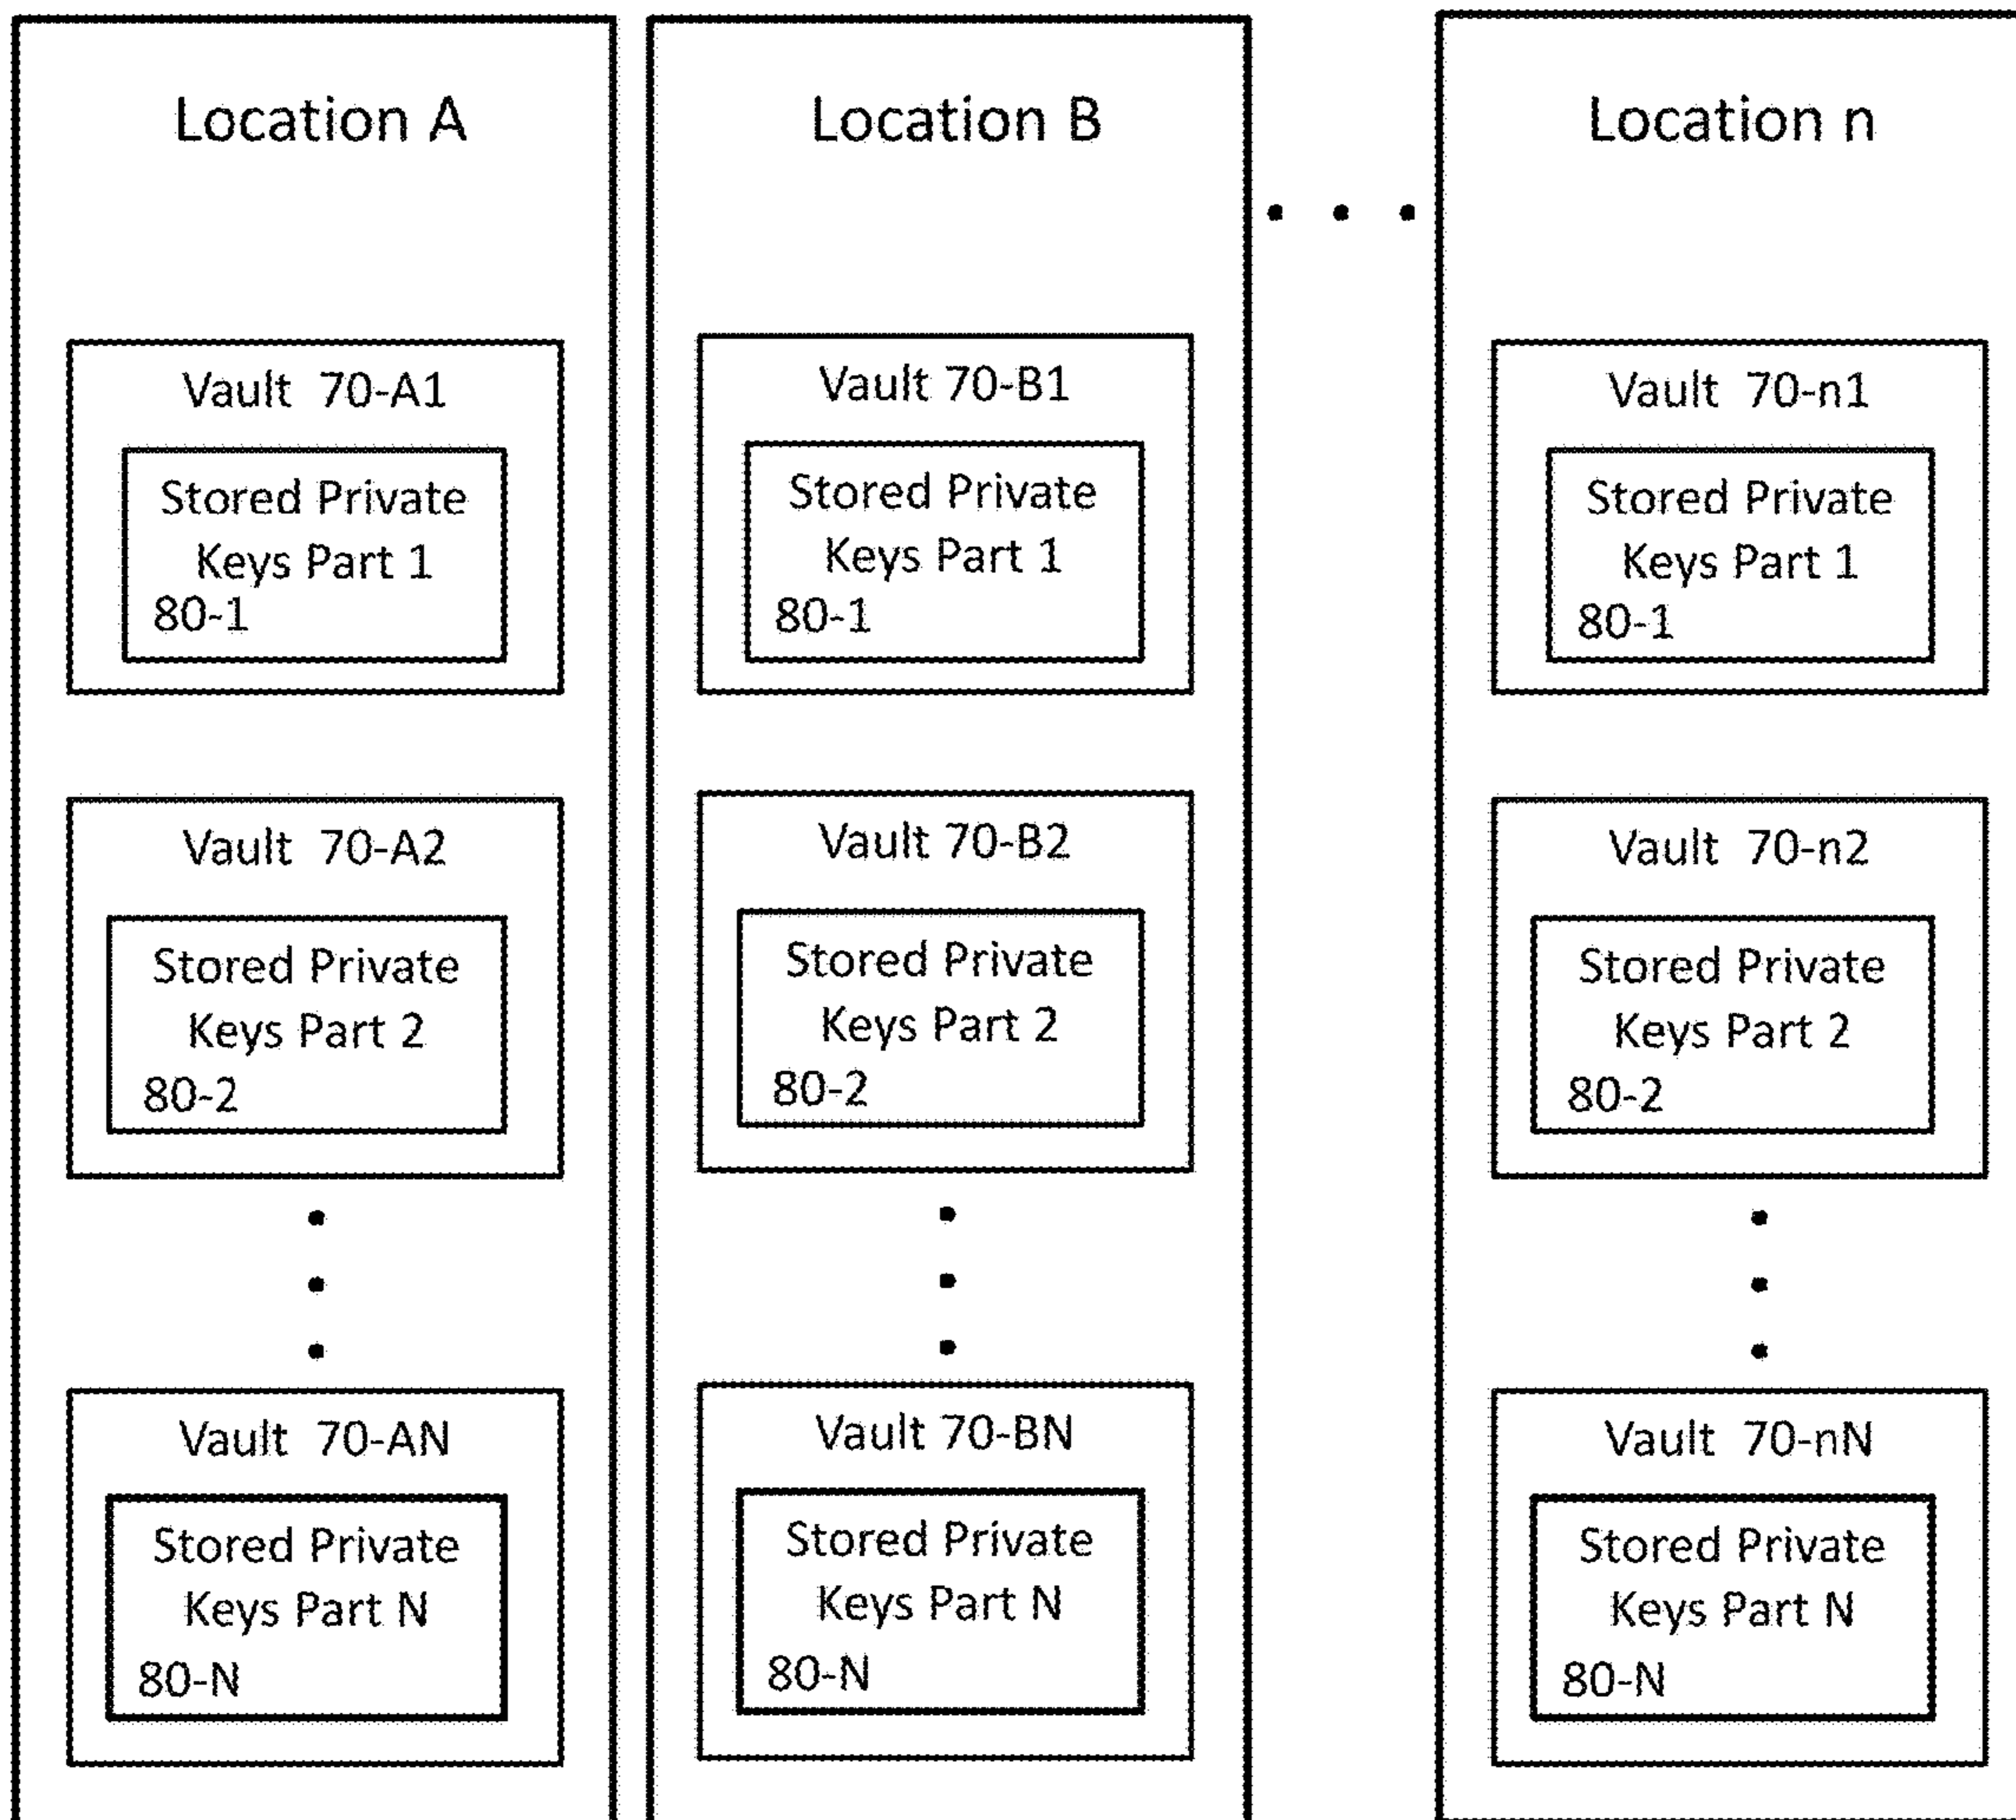 Location A
Vault 70-A1
Stored Private
Keys Part 1
80-1
Vault 70-A2
Stored Private
Keys Part 2
80-2
Vault 70-AN
Stored Private
Keys Part N
80-N
Location B
Vault 70-B1
Stored Private
Keys Part 1
80-1
Vault 70-B2
Stored Private
Keys Part 2
80-2
Vault 70-BN
Stored Private
Keys Part N
80-N
Location n
Vault 70-n1
Stored Private
Keys Part 1
80-1
Vault 70-n2
Stored Private
Keys Part 2
80-2
Vault 70-nN
Stored Private
Keys Part N
80-N